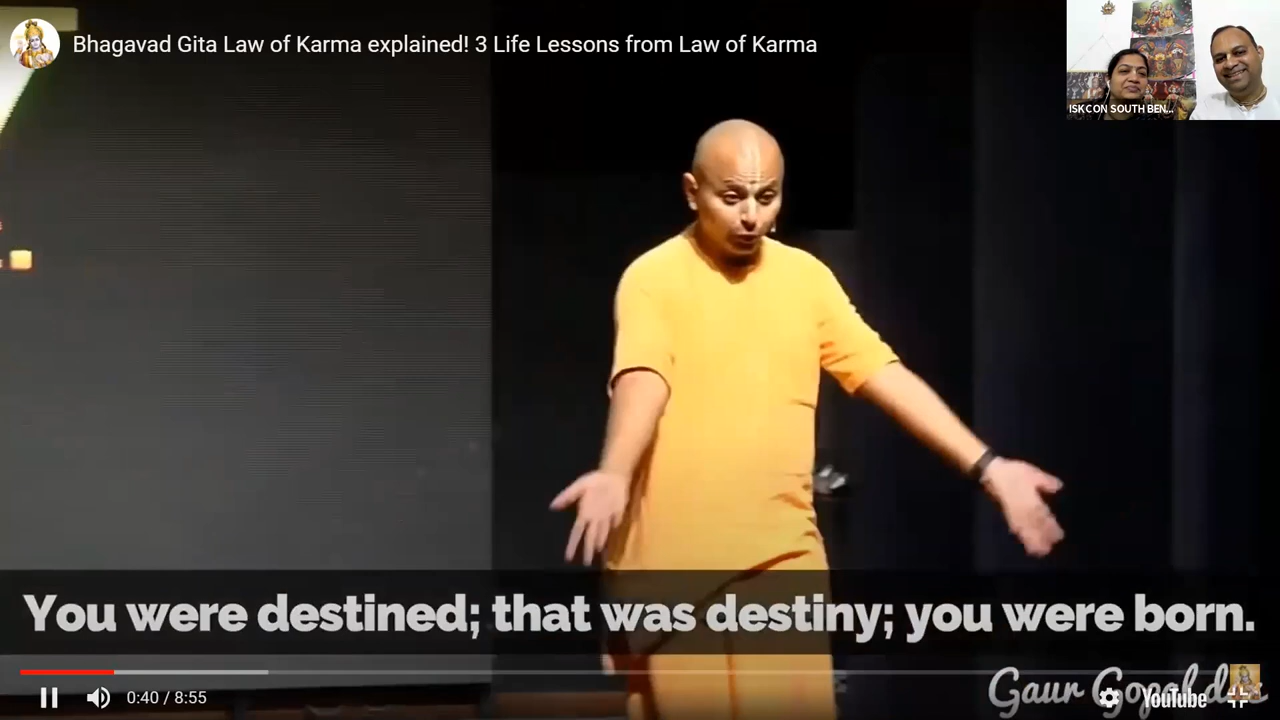 Bhagavad Gita Law of Karma explained! 3 Life Lessons from Law of Karma
ISKCON SOUTH BEN...
You were destined; that was destiny; you were born.
Gaur Gopal das
0:40 / 8:55
YouTube